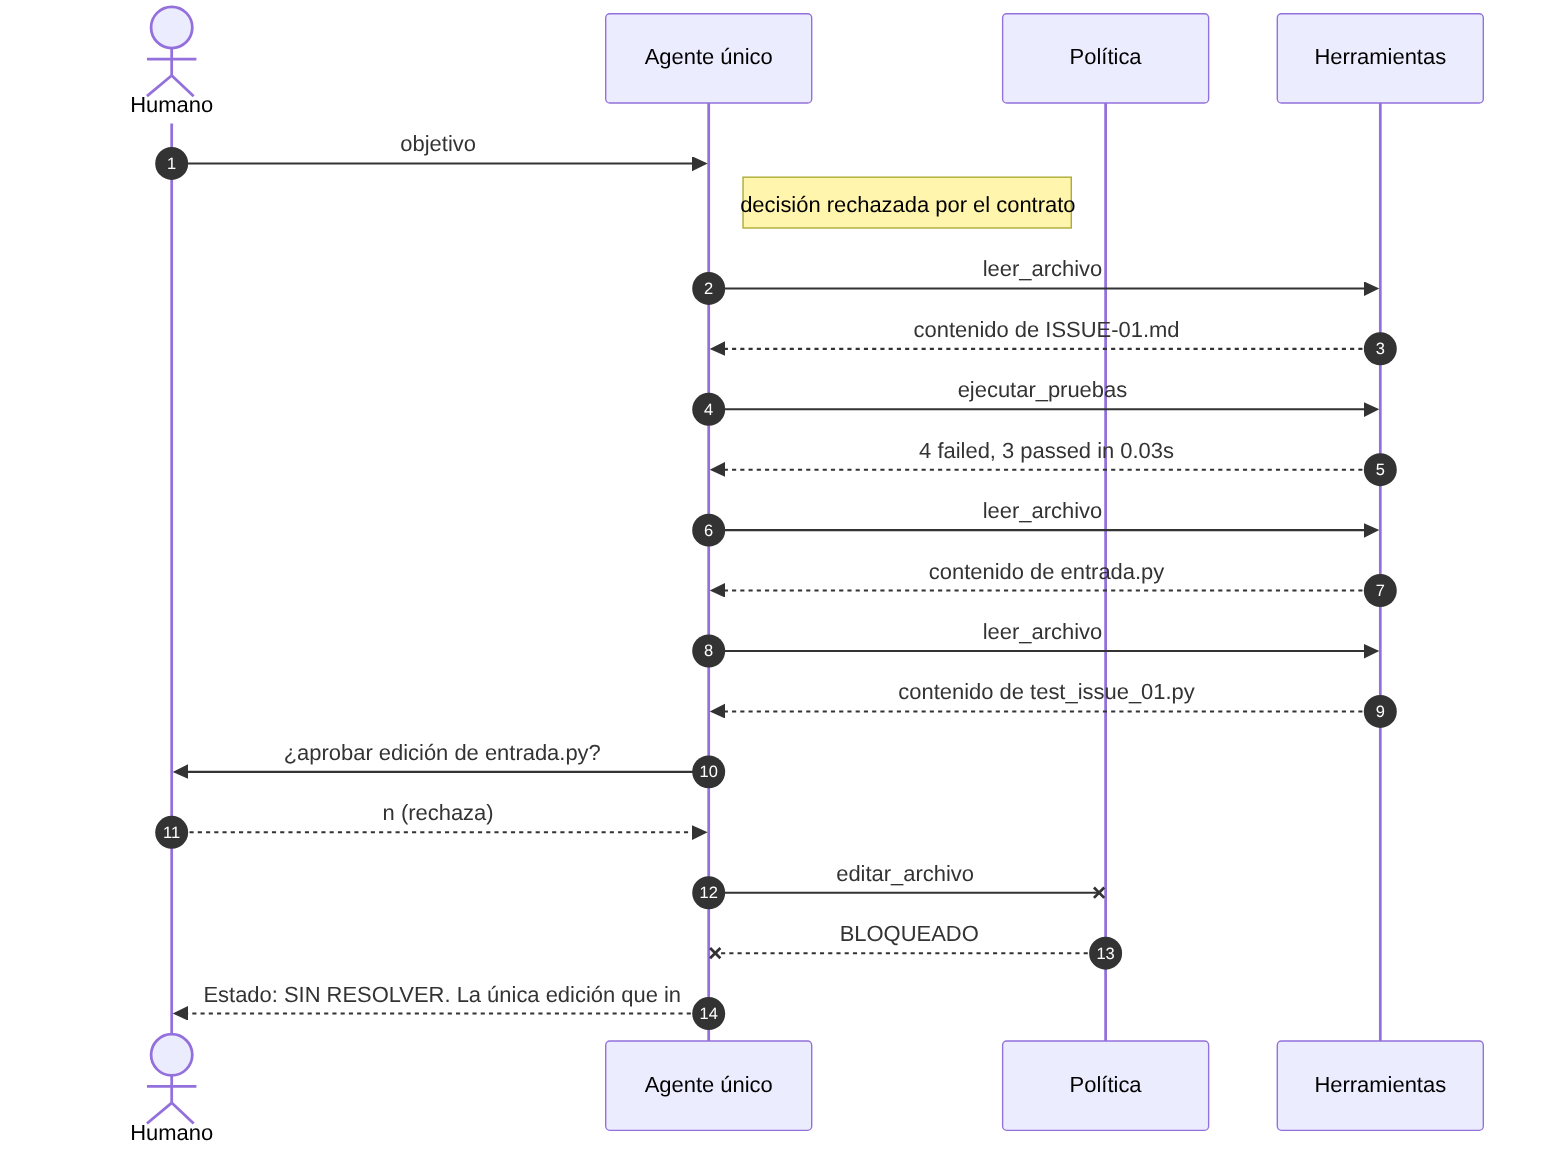 Humano
Agente único
Política
Herramientas
1
objetivo
decisión rechazada por el contrato
2
leer_archivo
contenido de ISSUE-01.md
3
4
ejecutar_pruebas
4 failed, 3 passed in 0.03s
5
6
leer_archivo
contenido de entrada.py
7
8
leer_archivo
contenido de test_issue_01.py
9
¿aprobar edición de entrada.py?
10
11
n (rechaza)
12
editar_archivo
BLOQUEADO
13
Estado: SIN RESOLVER. La única edición que in
14
Humano
Agente único
Política
Herramientas